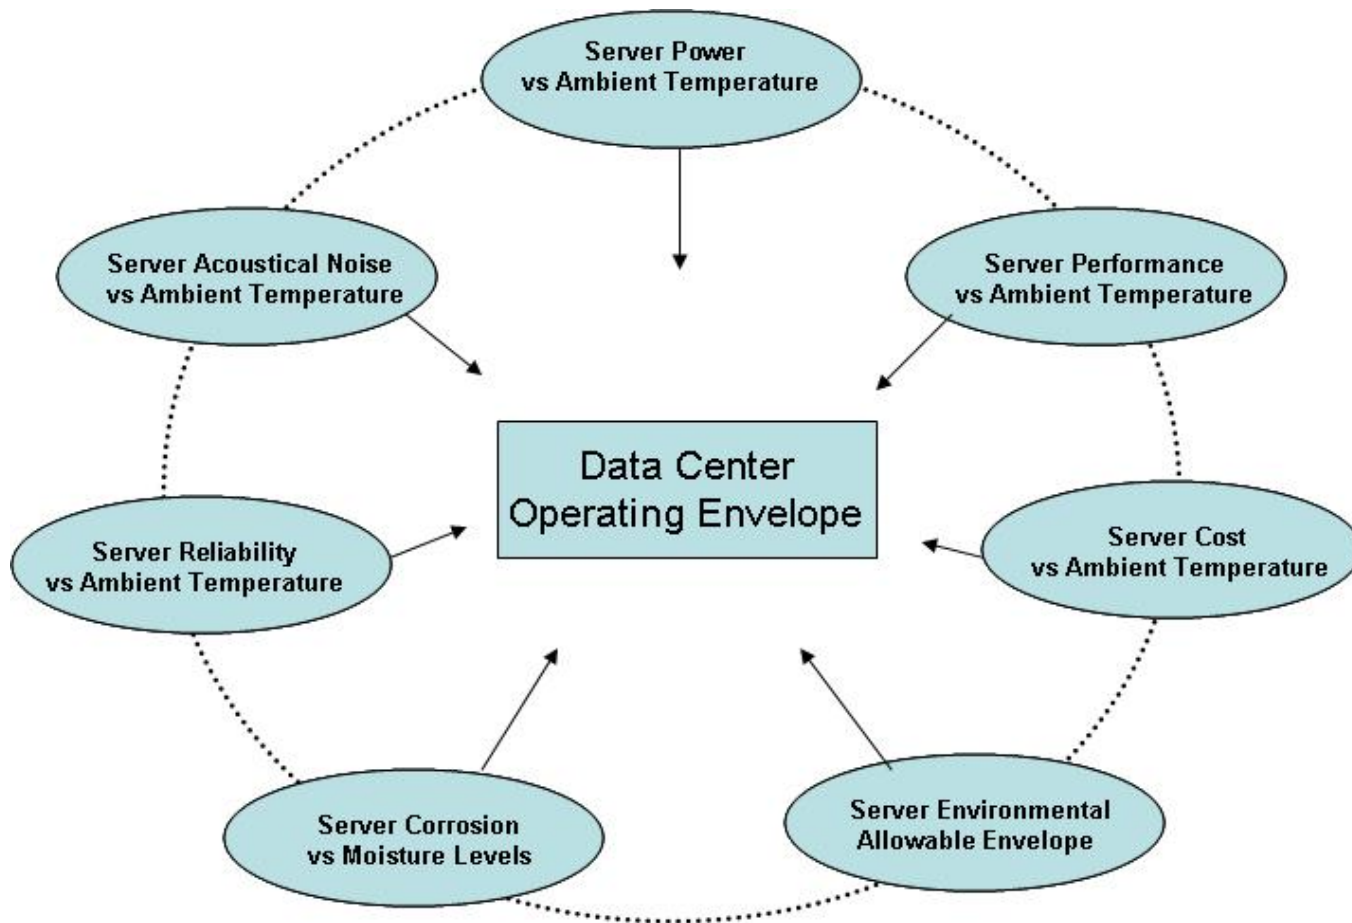 Server Power
vs Ambient Temperature
Server Acoustical Noise
vs Ambient Temperature
Server Performance
vs Ambient Temperature
Data Center
Operating Envelope
Server Reliability
vs Ambient Temperature
Server Cost
vs Ambient Temperature
Server Corrosion
vs Moisture Levels
Server Environmental
Allowable Envelope